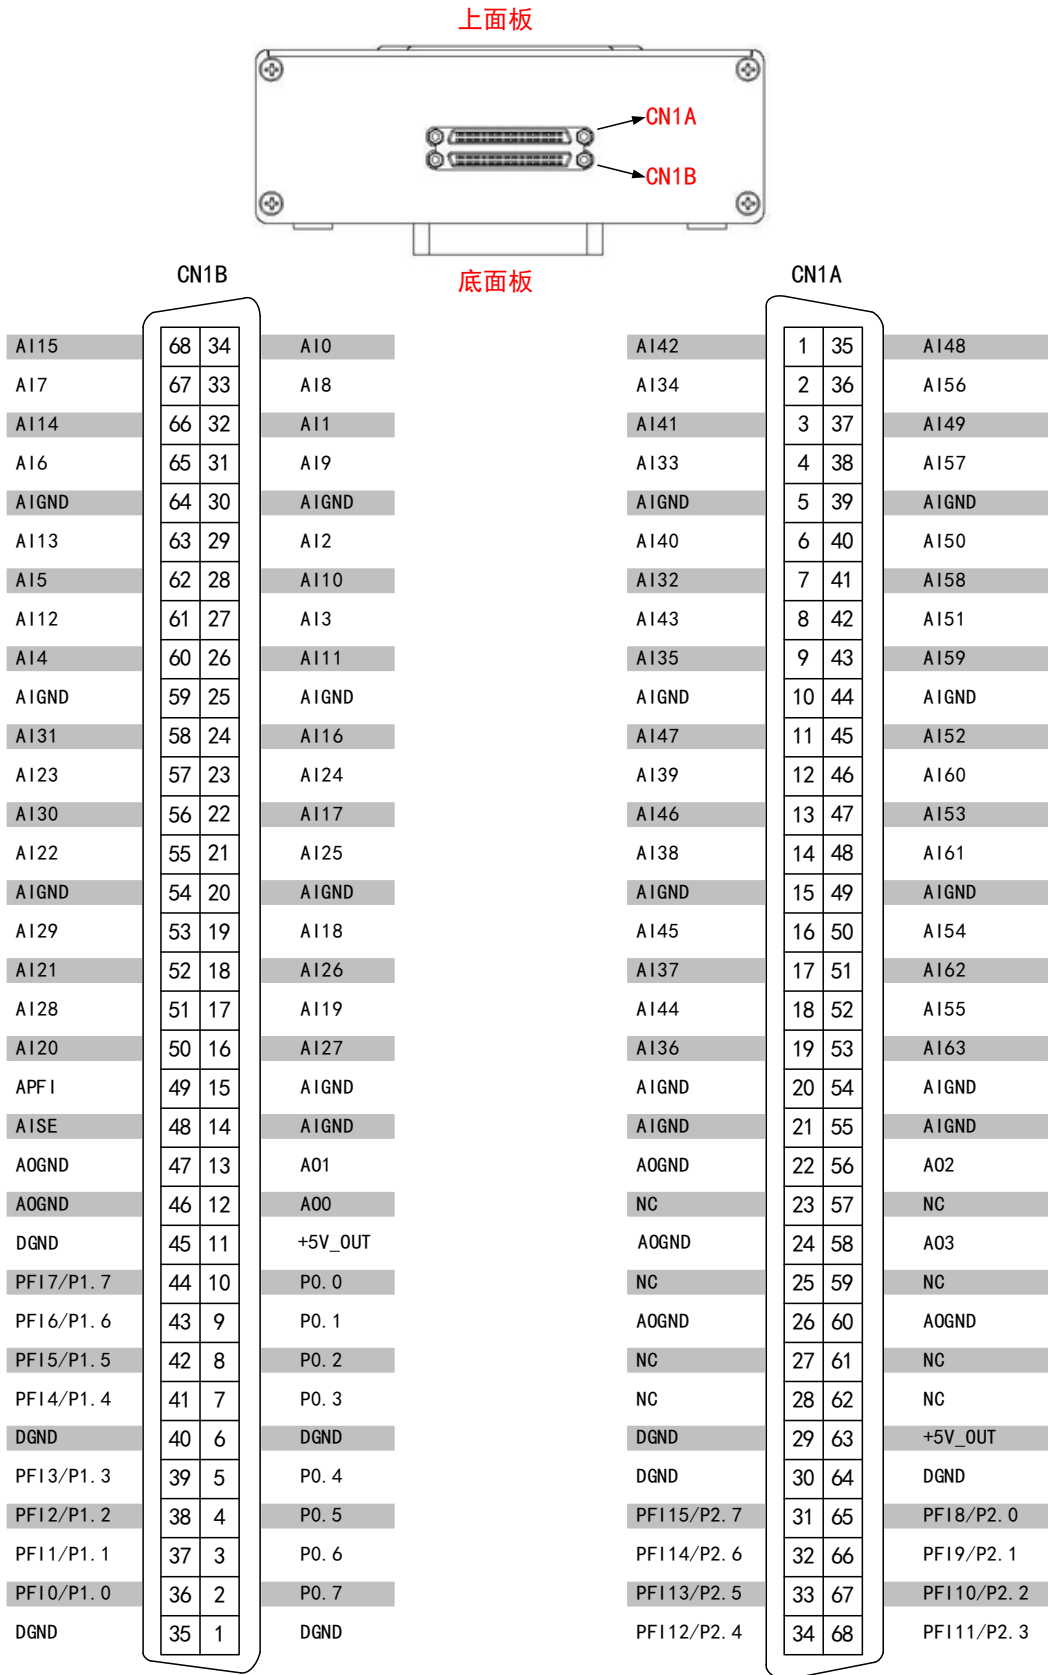 上面板
CN1A
CN1B
底面板
CN1B CN1A
AI15 68 34 AI0 AI42 1 35 AI48
AI7 67 33 AI8 AI34 2 36 AI56
AI14 66 32 AI1 AI41 3 37 AI49
AI6 65 31 AI9 AI33 4 38 AI57
AIGND 64 30 AIGND AIGND 5 39 AIGND
AI13 63 29 AI2 AI40 6 40 AI50
AI5 62 28 AI10 AI32 7 41 AI58
AI12 61 27 AI3 AI43 8 42 AI51
AI4 60 26 AI11 AI35 9 43 AI59
AIGND 59 25 AIGND AIGND 10 44 AIGND
AI31 58 24 AI16 AI47 11 45 AI52
AI23 57 23 AI24 AI39 12 46 AI60
AI30 56 22 AI17 AI46 13 47 AI53
AI22 55 21 AI25 AI38 14 48 AI61
AIGND 54 20 AIGND AIGND 15 49 AIGND
AI29 53 19 AI18 AI45 16 50 AI54
AI21 52 18 AI26 AI37 17 51 AI62
AI28 51 17 AI19 AI44 18 52 AI55
AI20 50 16 AI27 AI36 19 53 AI63
APFI 49 15 AIGND AIGND 20 54 AIGND
AISE 48 14 AIGND AIGND 21 55 AIGND
AOGND 47 13 AO1 AOGND 22 56 AO2
AOGND 46 12 AO0 NC 23 57 NC
DGND 45 11 +5V_OUT AOGND 24 58 AO3
PFI7/P1.7 44 10 P0.0 NC 25 59 NC
PFI6/P1.6 43 9 P0.1 AOGND 26 60 AOGND
PFI5/P1.5 42 8 P0.2 NC 27 61 NC
PFI4/P1.4 41 7 P0.3 NC 28 62 NC
DGND 40 6 DGND DGND 29 63 +5V_OUT
PFI3/P1.3 39 5 P0.4 DGND 30 64 DGND
PFI2/P1.2 38 4 P0.5 PFI15/P2.7 31 65 PFI8/P2.0
PFI1/P1.1 37 3 P0.6 PFI14/P2.6 32 66 PFI9/P2.1
PFI0/P1.0 36 2 P0.7 PFI13/P2.5 33 67 PFI10/P2.2
DGND 35 1 DGND PFI12/P2.4 34 68 PFI11/P2.3